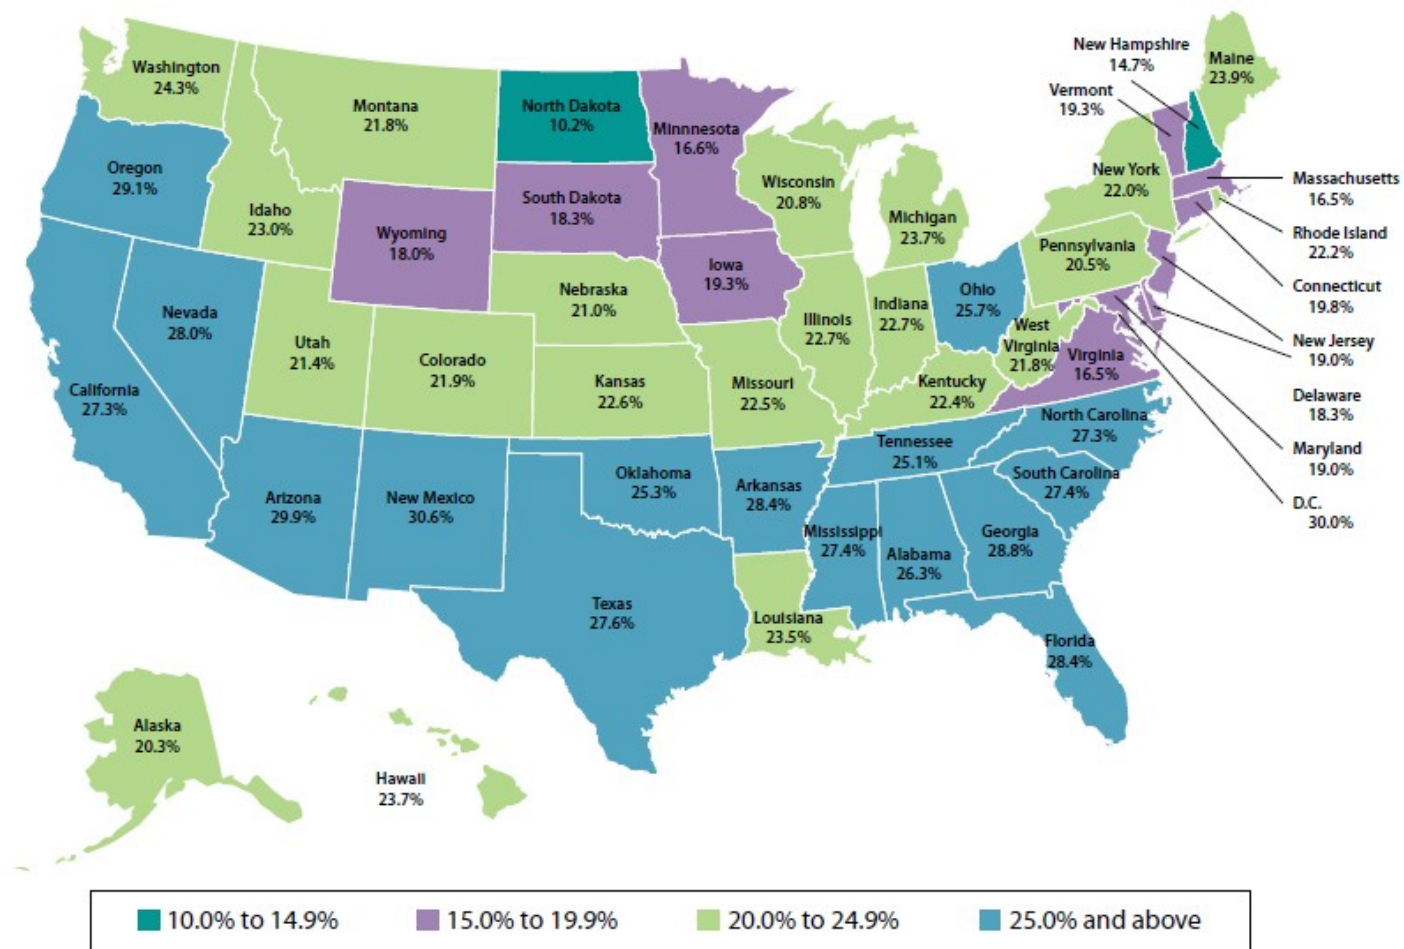 New Hampshire
14.7%
Maine
23.9%
Vermont
19.3%
Washington
24.3%
Montana
21.8%
North Dakota
10.2%
Minnnesota
16.6%
Oregon
29.1%
Idaho
23.0%
Wyoming
18.0%
South Dakota
18.3%
Wisconsin
20.8%
Michigan
23.7%
New York
22.0%
Massachusetts
16.5%
Rhode Island
22.2%
Connecticut
19.8%
New Jersey
19.0%
Delaware
18.3%
Maryland
19.0%
D.C.
30.0%
Pennsylvania
20.5%
Iowa
19.3%
Nebraska
21.0%
Nevada
28.0%
Utah
21.4%
Colorado
21.9%
California
27.3%
Kansas
22.6%
Missouri
22.5%
Illinois
22.7%
Indiana
22.7%
Ohio
25.7%
West
Virginia
21.8%
Virginia
16.5%
Kentucky
22.4%
North Carolina
27.3%
Tennessee
25.1%
South Carolina
27.4%
Arizona
29.9%
New Mexico
30.6%
Oklahoma
25.3%
Arkansas
28.4%
Mississippi
27.4%
Alabama
26.3%
Georgia
28.8%
Texas
27.6%
Louisiana
23.5%
Florida
28.4%
Alaska
20.3%
Hawaii
23.7%
10.0% to 14.9%
15.0% to 19.9%
20.0% to 24.9%
25.0% and above